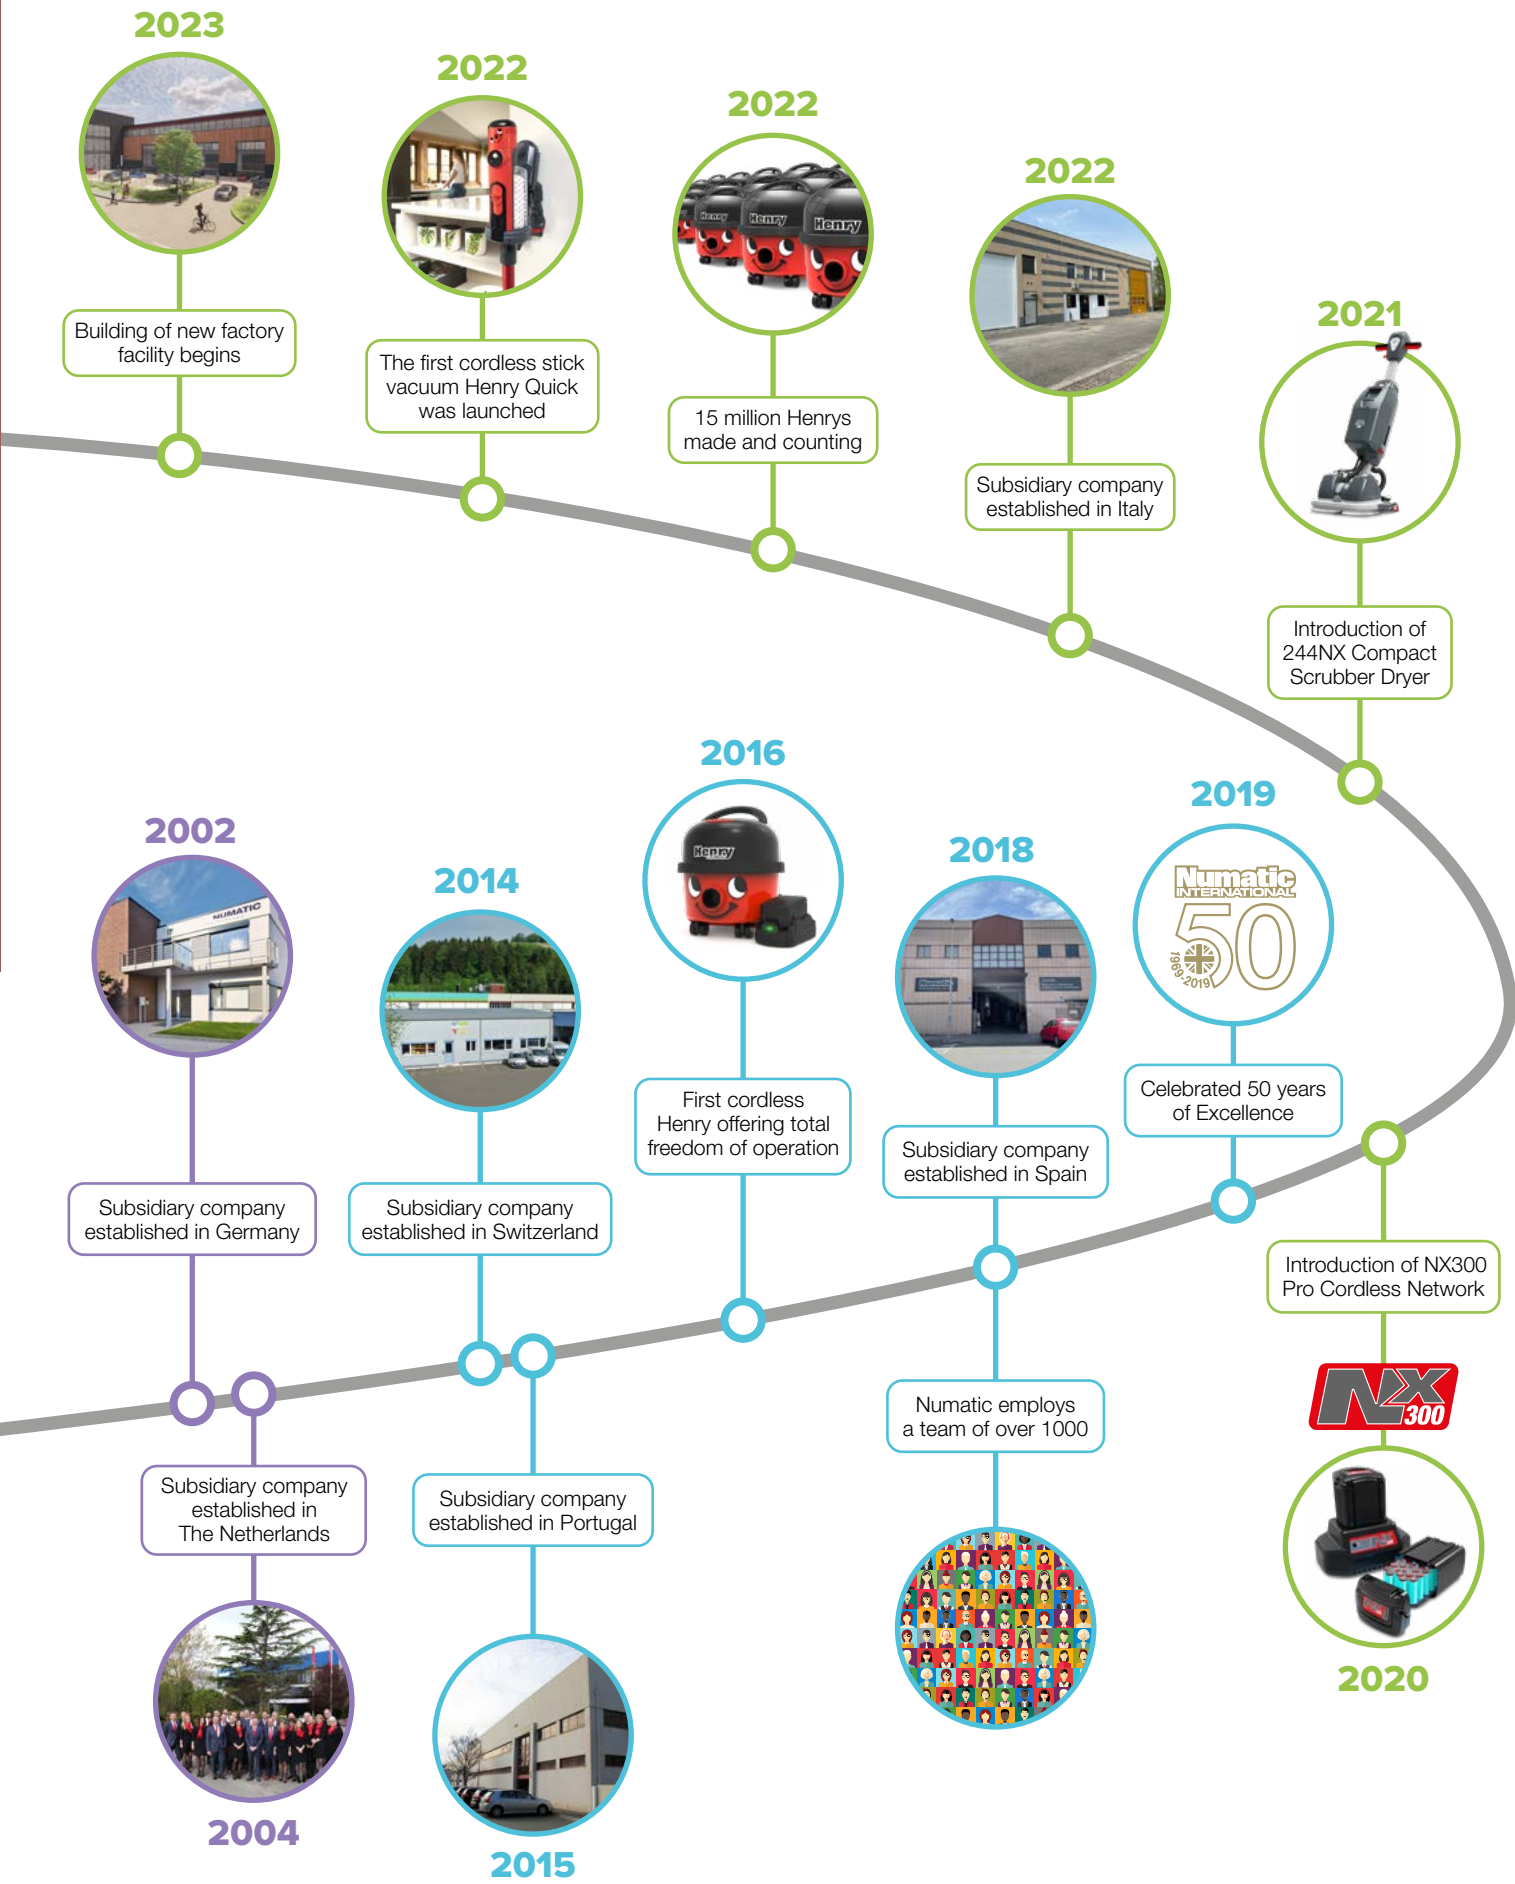 2023
Building of new factory
facility begins
2022
The first cordless stick
vacuum Henry Quick
was launched
2022
Henry
Henry
Henry
15 million Henrys
made and counting
2022
Subsidiary company
established in Italy
2021
Introduction of
244NX Compact
Scrubber Dryer
2002
NUMATIC
Subsidiary company
established in Germany
2014
Subsidiary company
established in Switzerland
2016
Henry
First cordless
Henry offering total
freedom of operation
2018
Numatic
Subsidiary company
established in Spain
2019
Numatic
INTERNATIONAL
50
1969-2019
Celebrated 50 years
of Excellence
Introduction of NX300
Pro Cordless Network
NX
300
2020
Numatic employs
a team of over 1000
Subsidiary company
established in
The Netherlands
2004
Subsidiary company
established in Portugal
2015